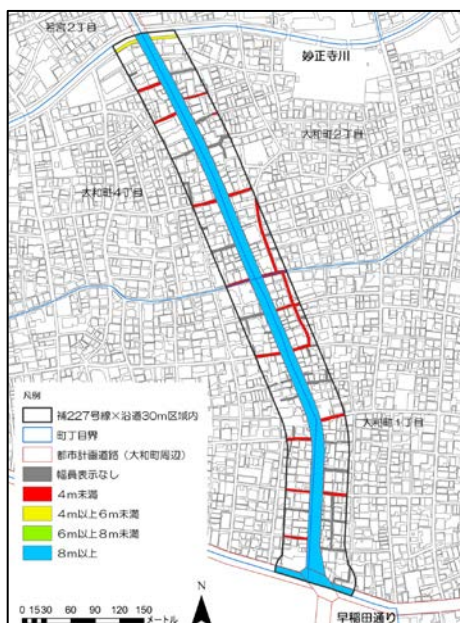 若宮2丁目
妙正寺川
大和町2丁目
大和町4丁目
大和町1丁目
凡例
補227号線×沿道30m区域内
町丁目界
都市計画道路（大和町周辺）
幅員表示なし
4m未満
4m以上6m未満
6m以上8m未満
8m以上
N
0 15 30 60 90 120 150
メートル
早稲田通り